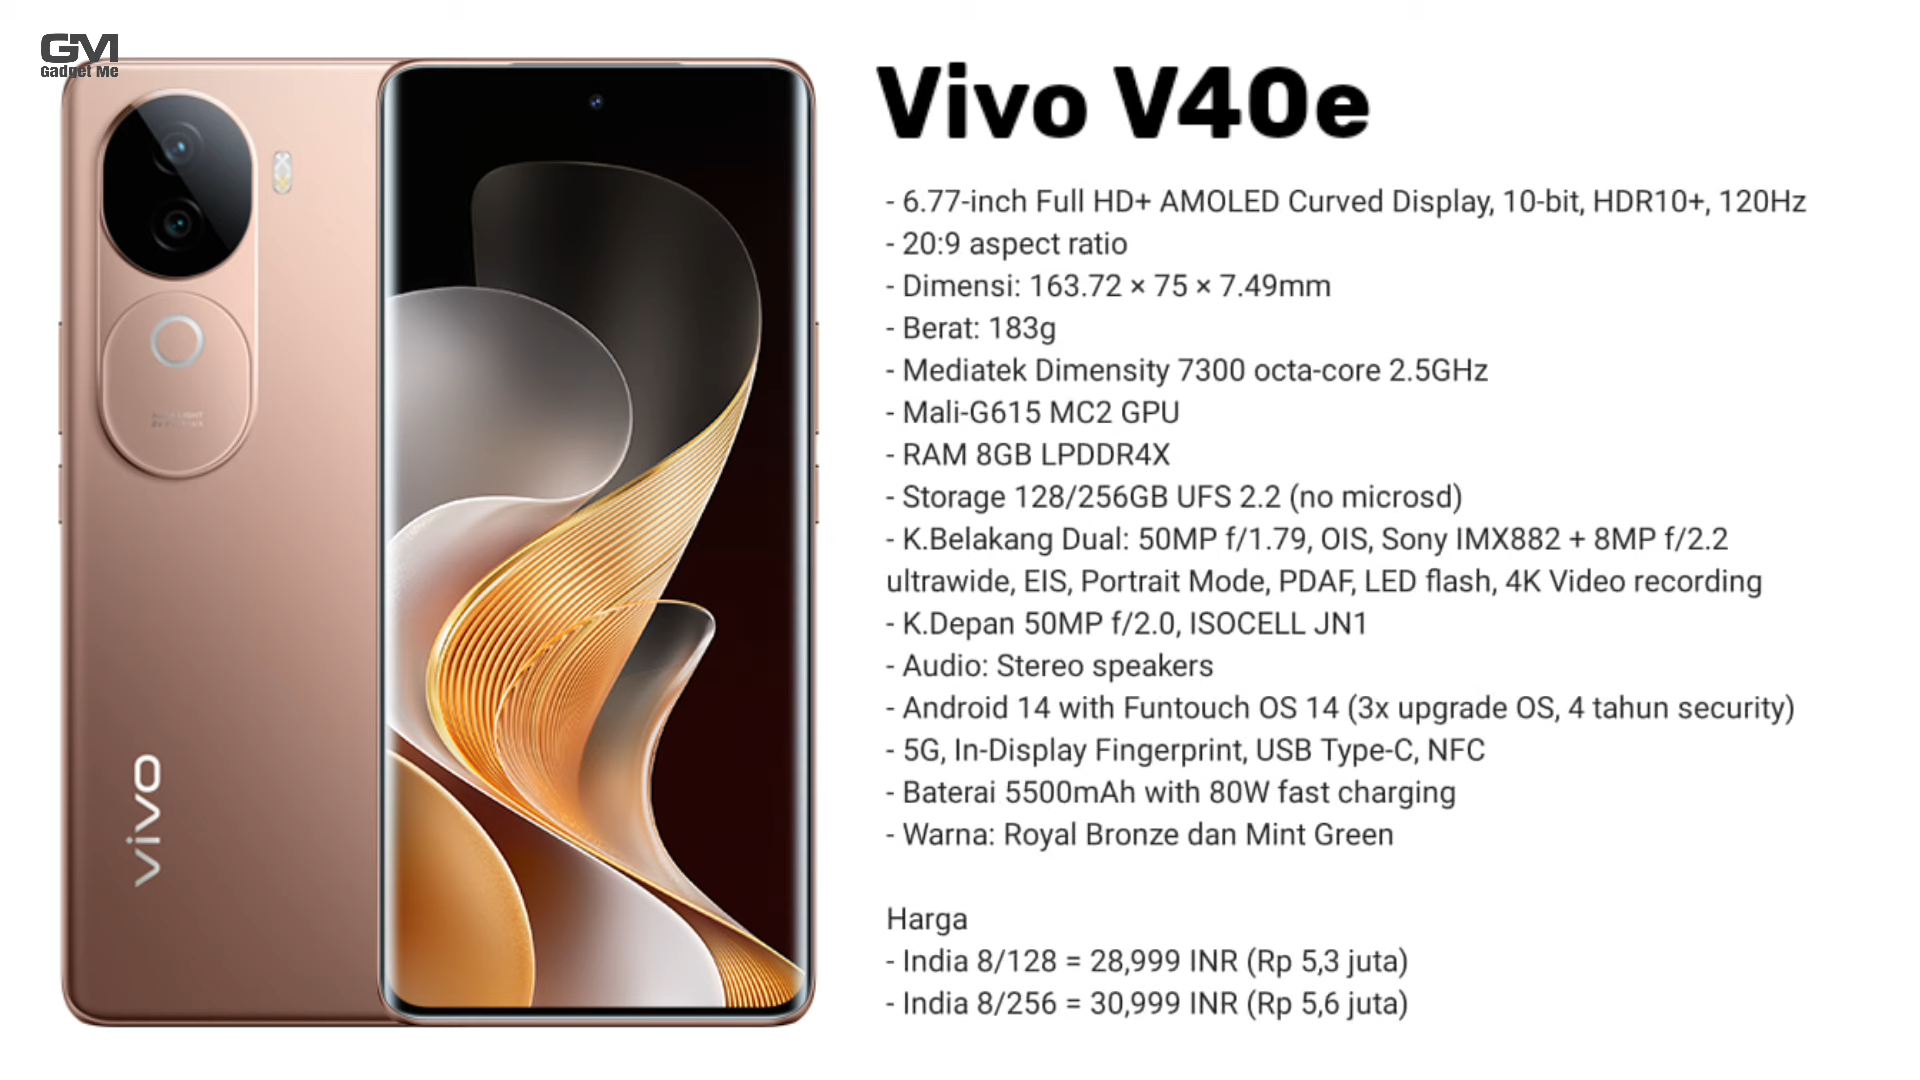 GM
Gadget Me
Vivo V40e
- 6.77-inch Full HD+ AMOLED Curved Display, 10-bit, HDR10+, 120Hz
- 20:9 aspect ratio
- Dimensi: 163.72 × 75 × 7.49mm
- Berat: 183g
- Mediatek Dimensity 7300 octa-core 2.5GHz
- Mali-G615 MC2 GPU
- RAM 8GB LPDDR4X
- Storage 128/256GB UFS 2.2 (no microsd)
- K.Belakang Dual: 50MP f/1.79, OIS, Sony IMX882 + 8MP f/2.2
ultrawide, EIS, Portrait Mode, PDAF, LED flash, 4K Video recording
- K.Depan 50MP f/2.0, ISOCELL JN1
- Audio: Stereo speakers
- Android 14 with Funtouch OS 14 (3x upgrade OS, 4 tahun security)
- 5G, In-Display Fingerprint, USB Type-C, NFC
- Baterai 5500mAh with 80W fast charging
- Warna: Royal Bronze dan Mint Green
Harga
- India 8/128 = 28,999 INR (Rp 5,3 juta)
- India 8/256 = 30,999 INR (Rp 5,6 juta)
vivo